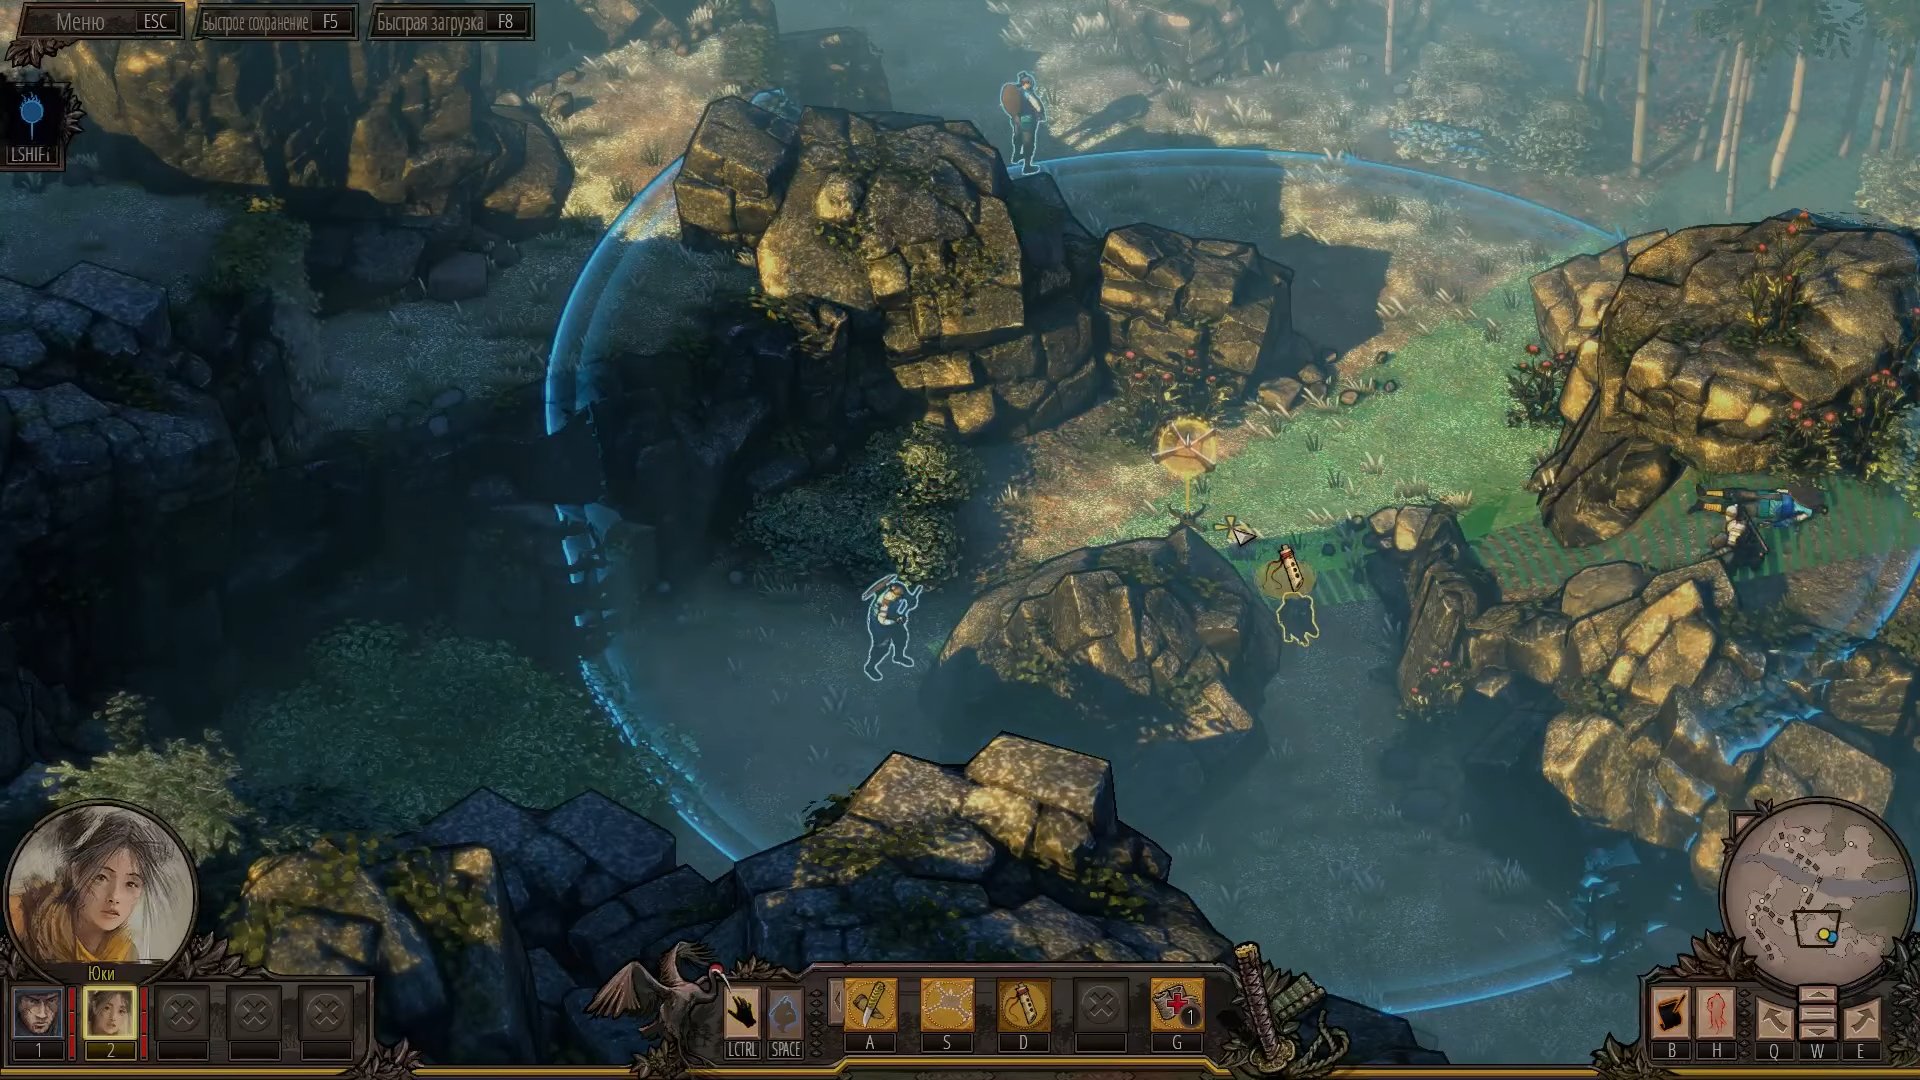 Меню ESC
Быстрое сохранение F5
Быстрая загрузка F8
LSHIFT
Юки
1
2
LCTRL
SPACE
A
S
D
1
G
B
H
Q
W
E